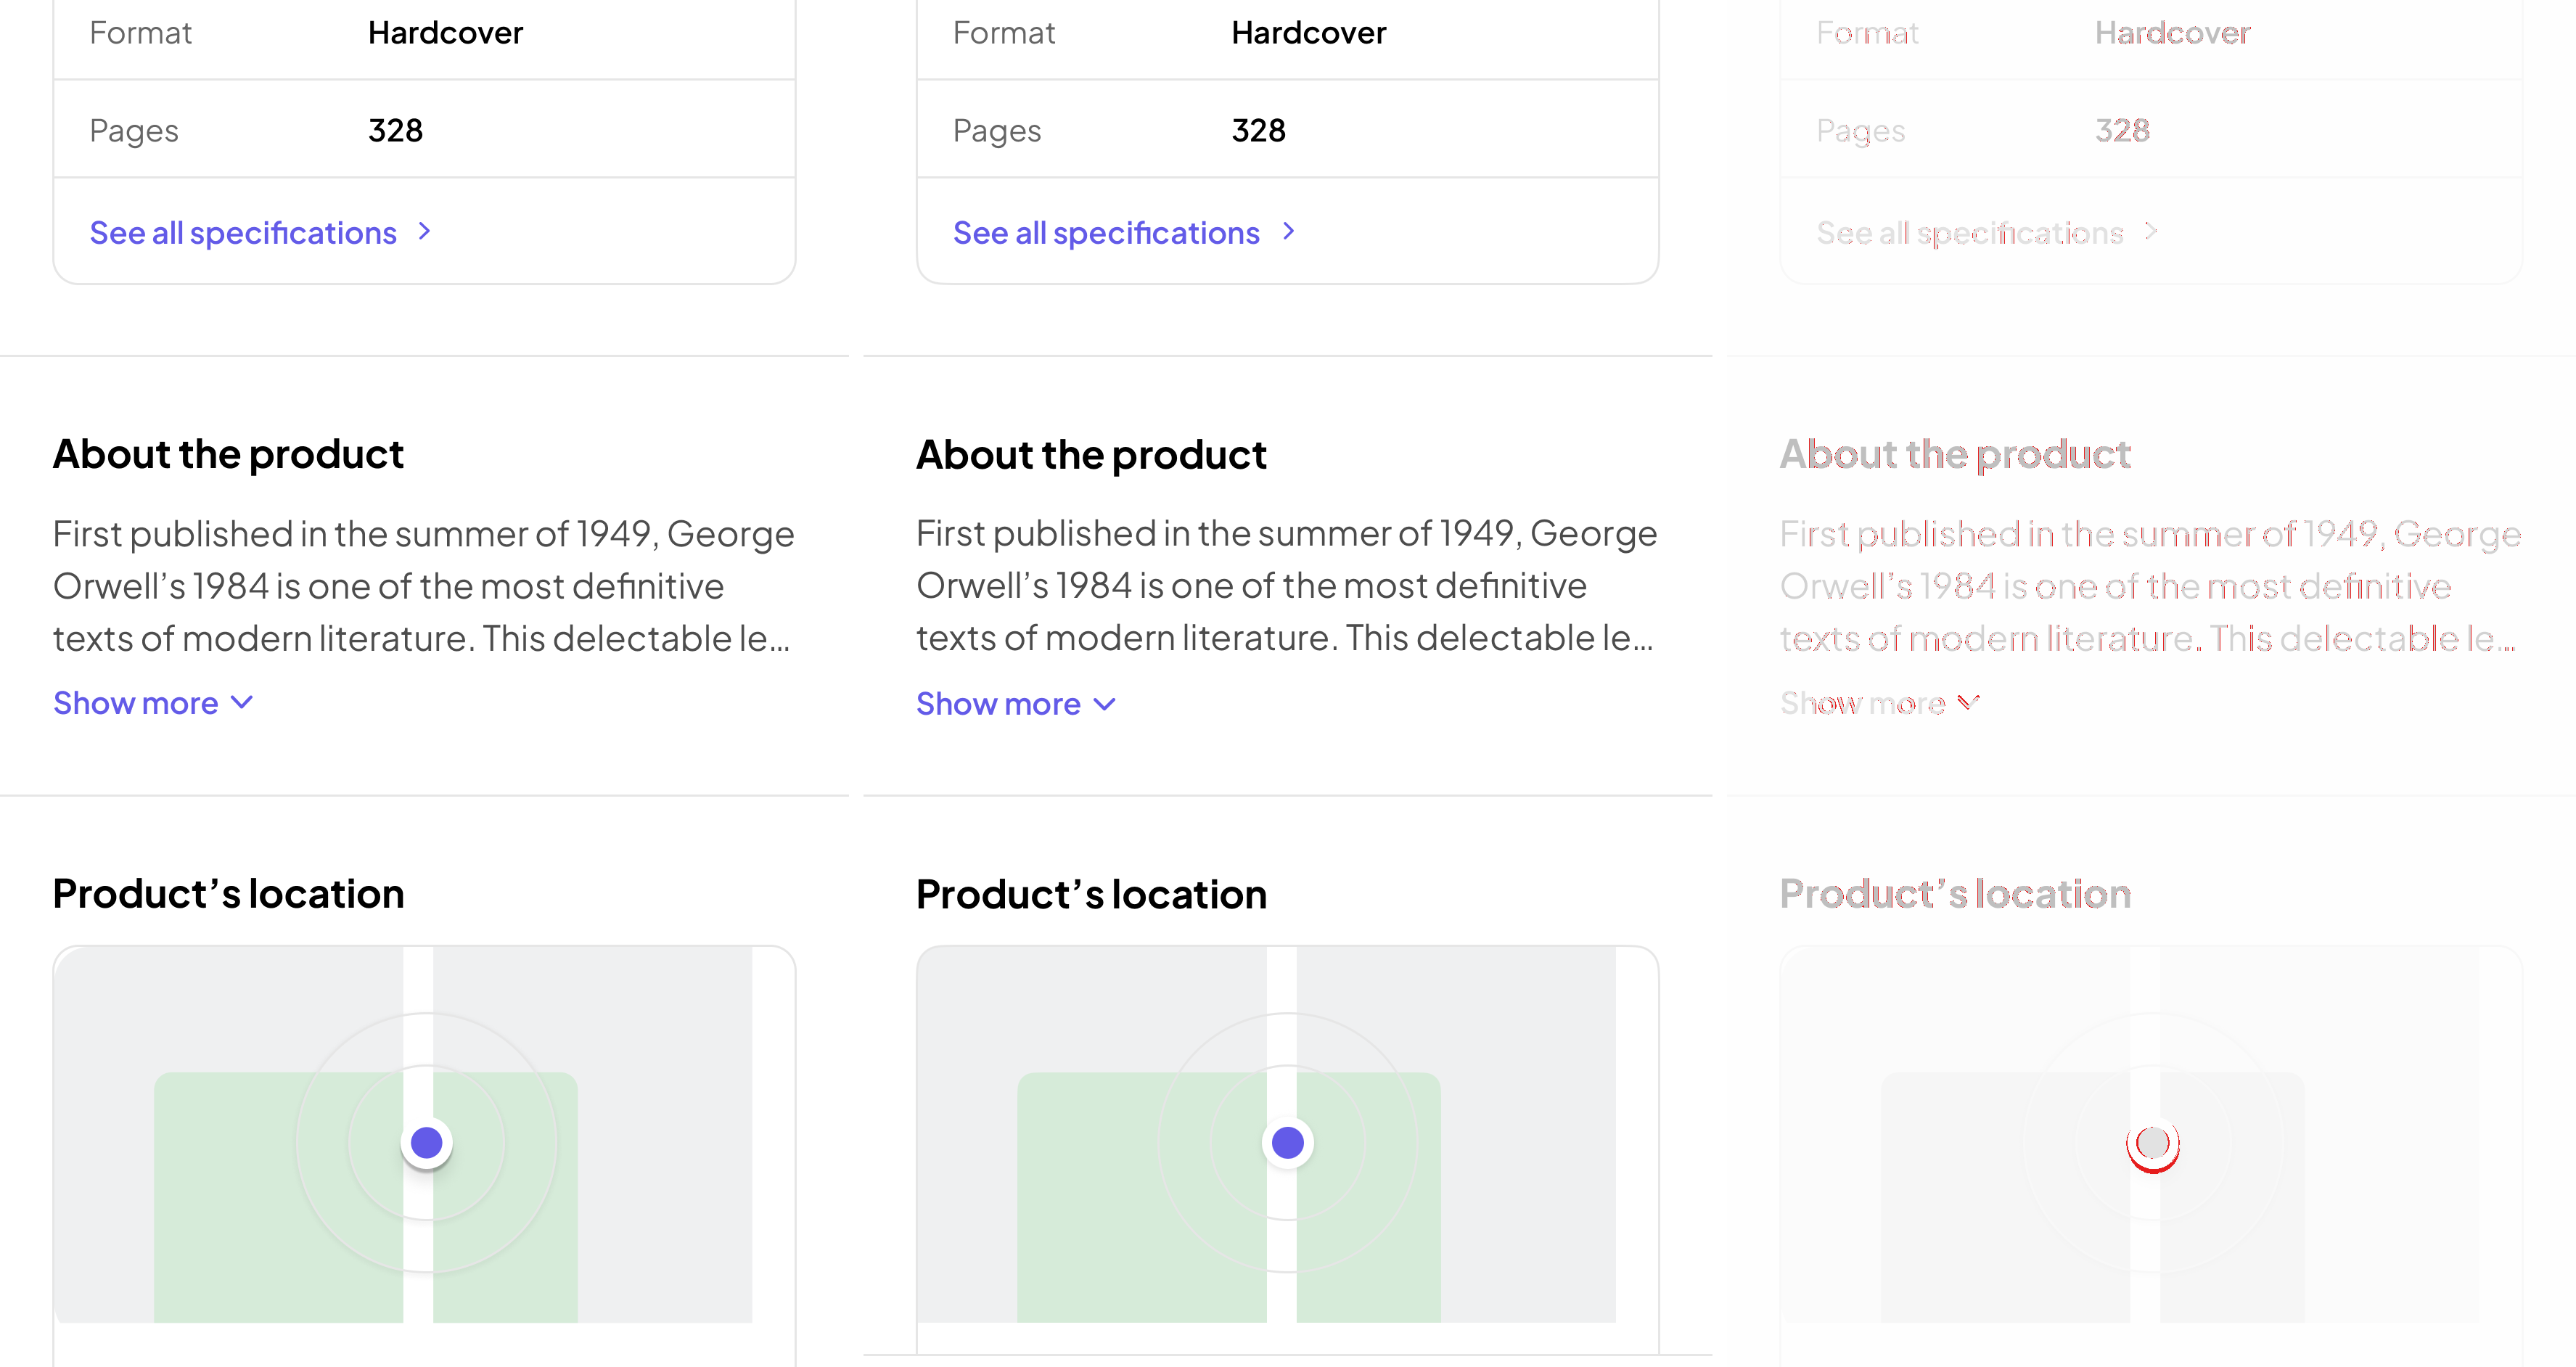 Format Hardcover
Pages 328
See all specifications
About the product
First published in the summer of 1949, George
Orwell’s 1984 is one of the most definitive
texts of modern literature. This delectable le...
Show more
Product’s location
Format Hardcover
Pages 328
See all specifications
About the product
First published in the summer of 1949, George
Orwell’s 1984 is one of the most definitive
texts of modern literature. This delectable le...
Show more
Product’s location
Format Hardcover
Pages 328
See all specifications
About the product
First published in the summer of 1949, George
Orwell’s 1984 is one of the most definitive
texts of modern literature. This delectable le...
Show more
Product’s location